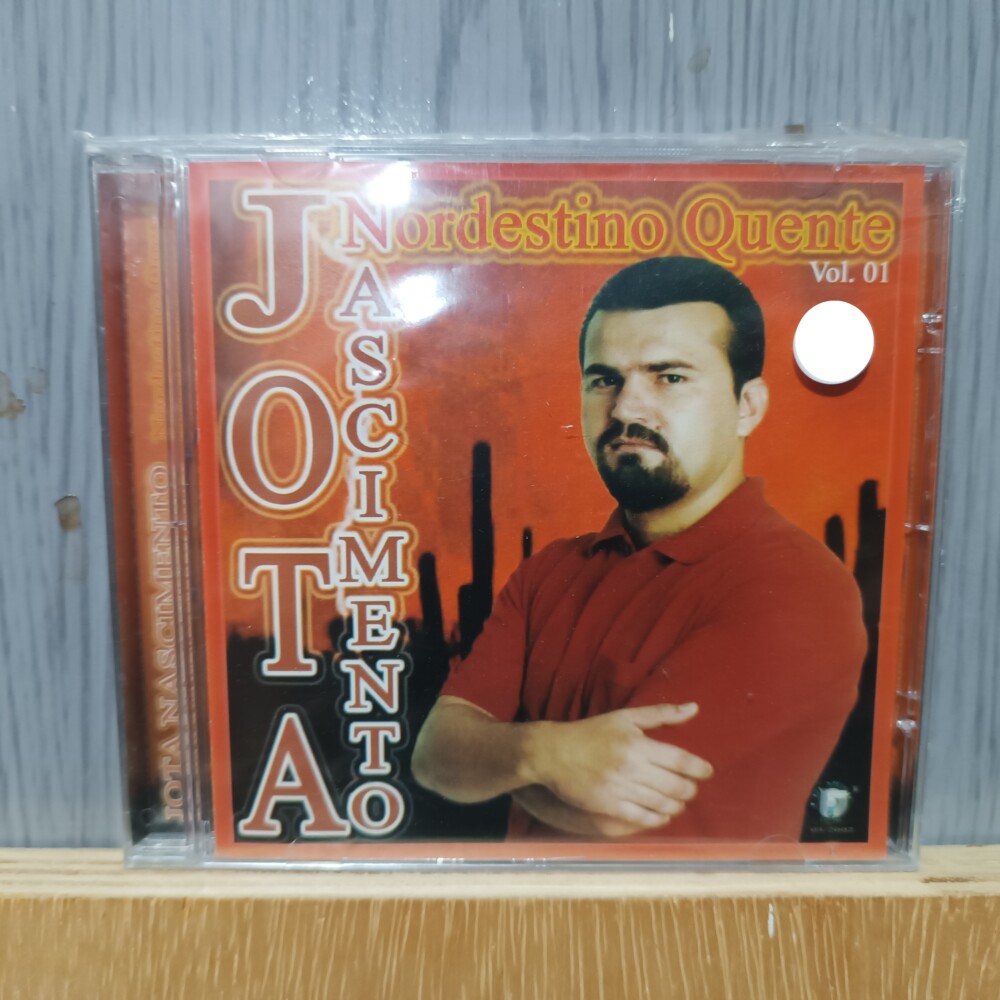 JOTA
NASCIMENTO
Nordestino Quente
Vol. 01
JOTA NASCIMENTO